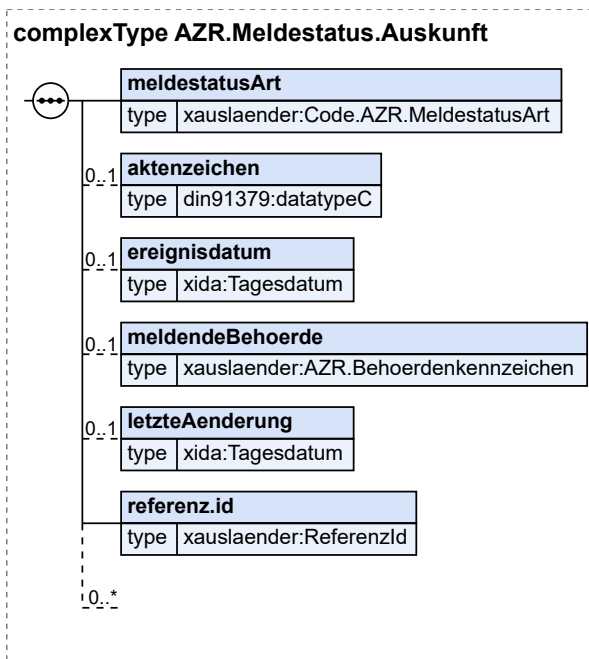 complexType AZR.Meldestatus.Auskunft
meldestatusArt
type xauslaender:Code.AZR.MeldestatusArt
0..1 aktenzeichen
type din91379:datatypeC
0..1 ereignisdatum
type xida:Tagesdatum
0..1 meldendeBehoerde
type xauslaender:AZR.Behoerdenkennzeichen
0..1 letzteAenderung
type xida:Tagesdatum
referenz.id
type xauslaender:ReferenzId
0..*